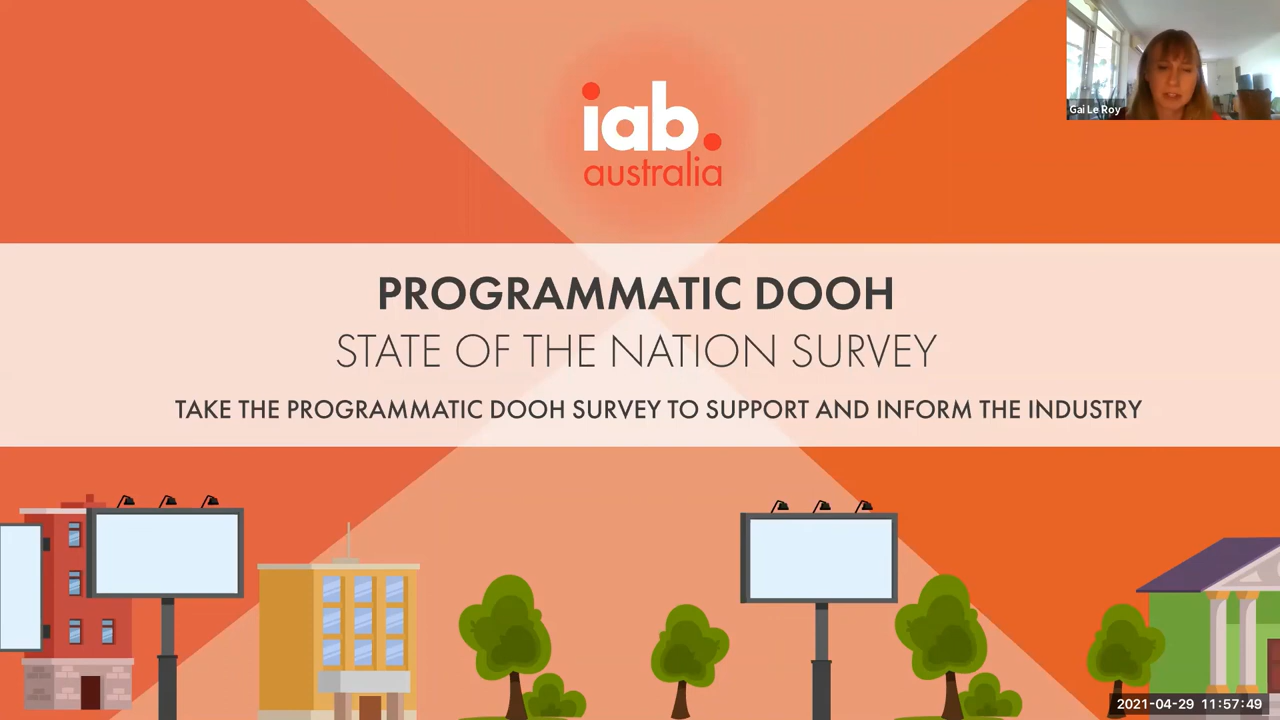 iab.
australia
Gai Le Roy
PROGRAMMATIC DOOH
STATE OF THE NATION SURVEY
TAKE THE PROGRAMMATIC DOOH SURVEY TO SUPPORT AND INFORM THE INDUSTRY
2021-04-29 11:57:49